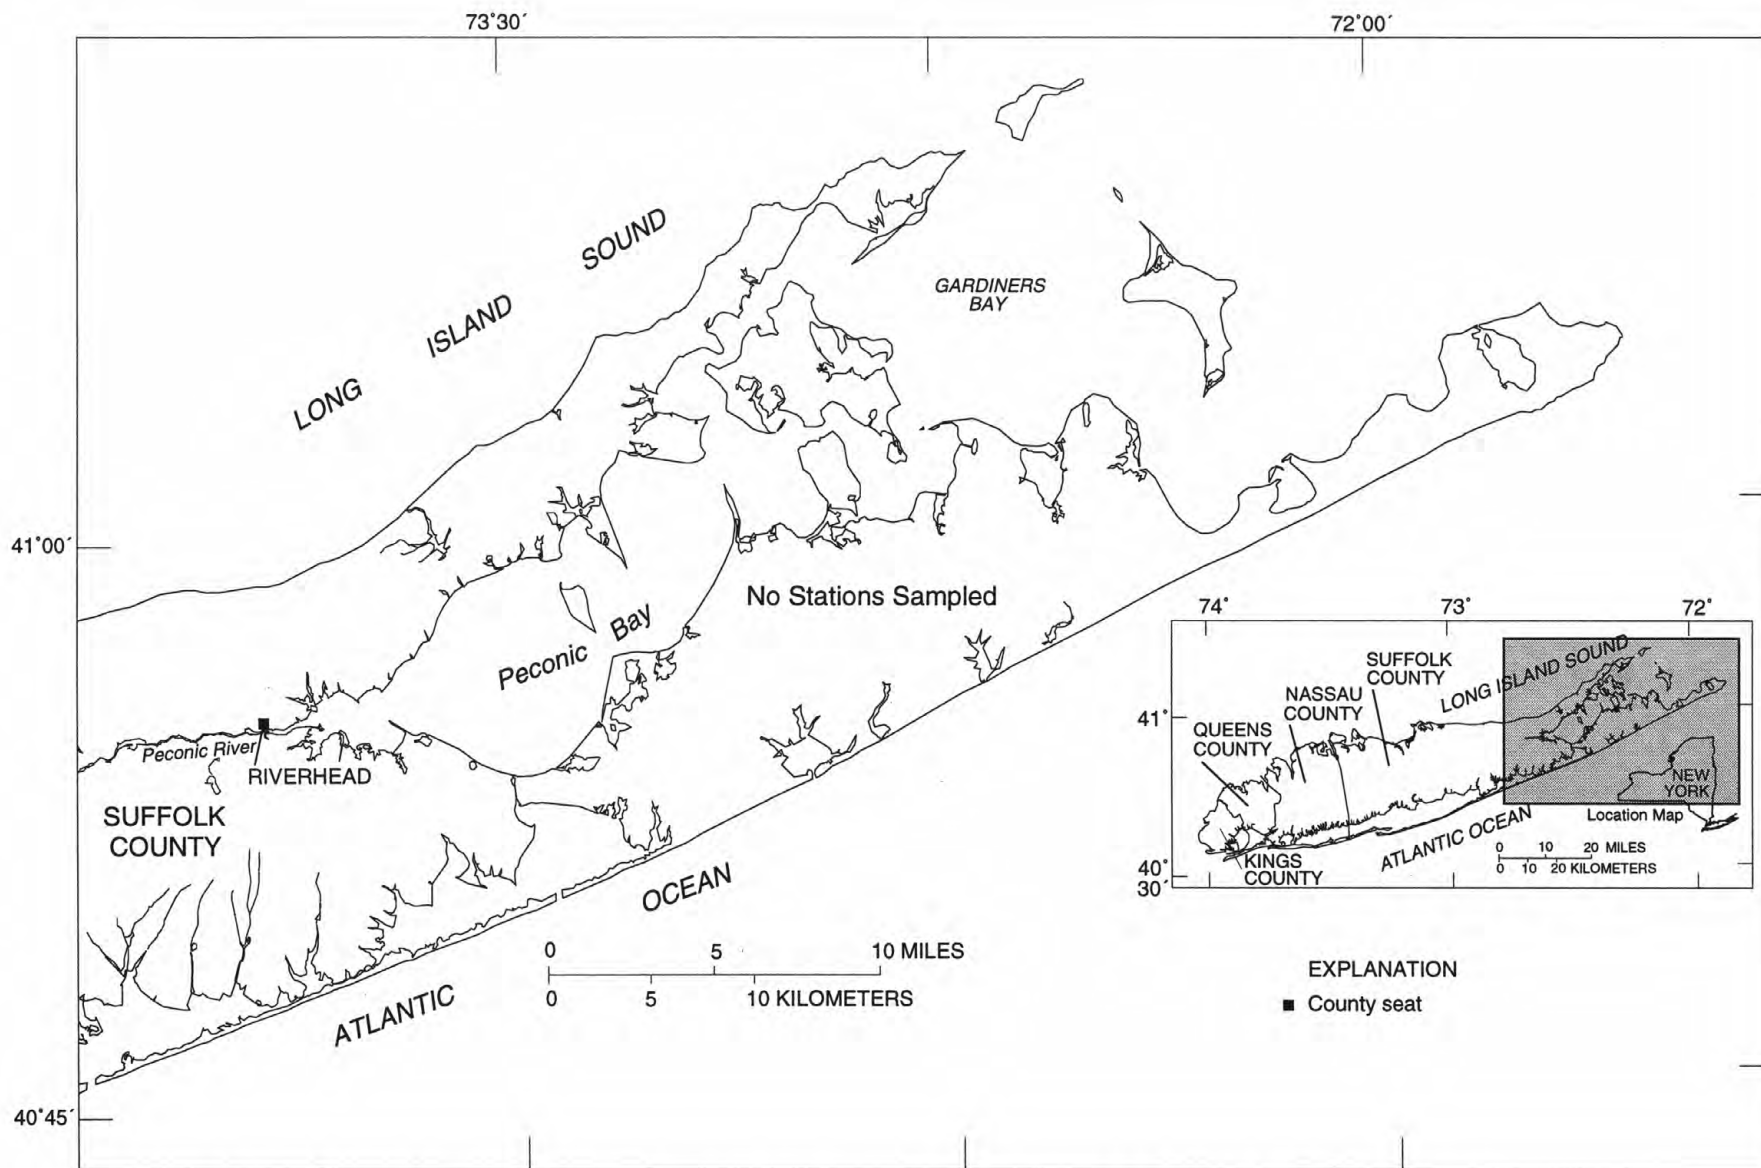 73°30′
72°00′
LONG ISLAND SOUND
GARDINERS
BAY
41°00′
No Stations Sampled
Peconic Bay
Peconic River
RIVERHEAD
SUFFOLK
COUNTY
ATLANTIC OCEAN
40°45′
0 5 10 MILES
0 5 10 KILOMETERS
74°
73°
72°
SUFFOLK
COUNTY
LONG ISLAND SOUND
NASSAU
COUNTY
41°
QUEENS
COUNTY
NEW
YORK
Location Map
ATLANTIC OCEAN
0 10 20 MILES
0 10 20 KILOMETERS
KINGS
COUNTY
40°
30′
EXPLANATION
County seat